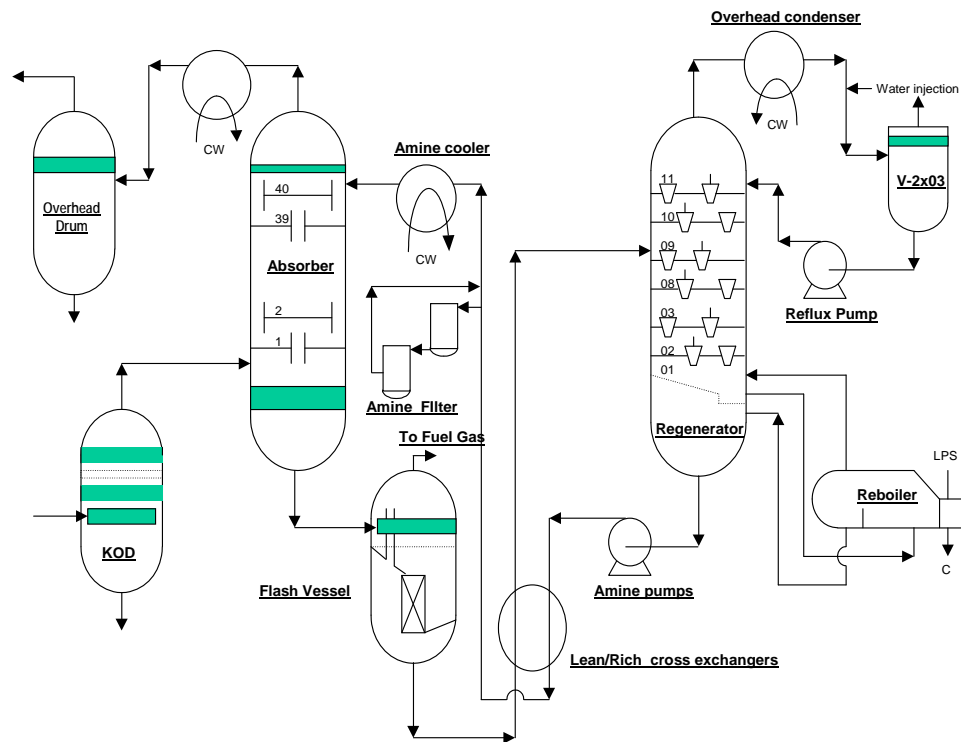 Overhead condenser
Water injection
CW
CW
V-2x03
Amine cooler
11
40
Overhead
Drum
10
39
Absorber
CW
09
08
Reflux Pump
2
03
1
02
01
Amine FIlter
Regenerator
To Fuel Gas
LPS
Reboiler
KOD
C
Flash Vessel
Amine pumps
Lean/Rich cross exchangers